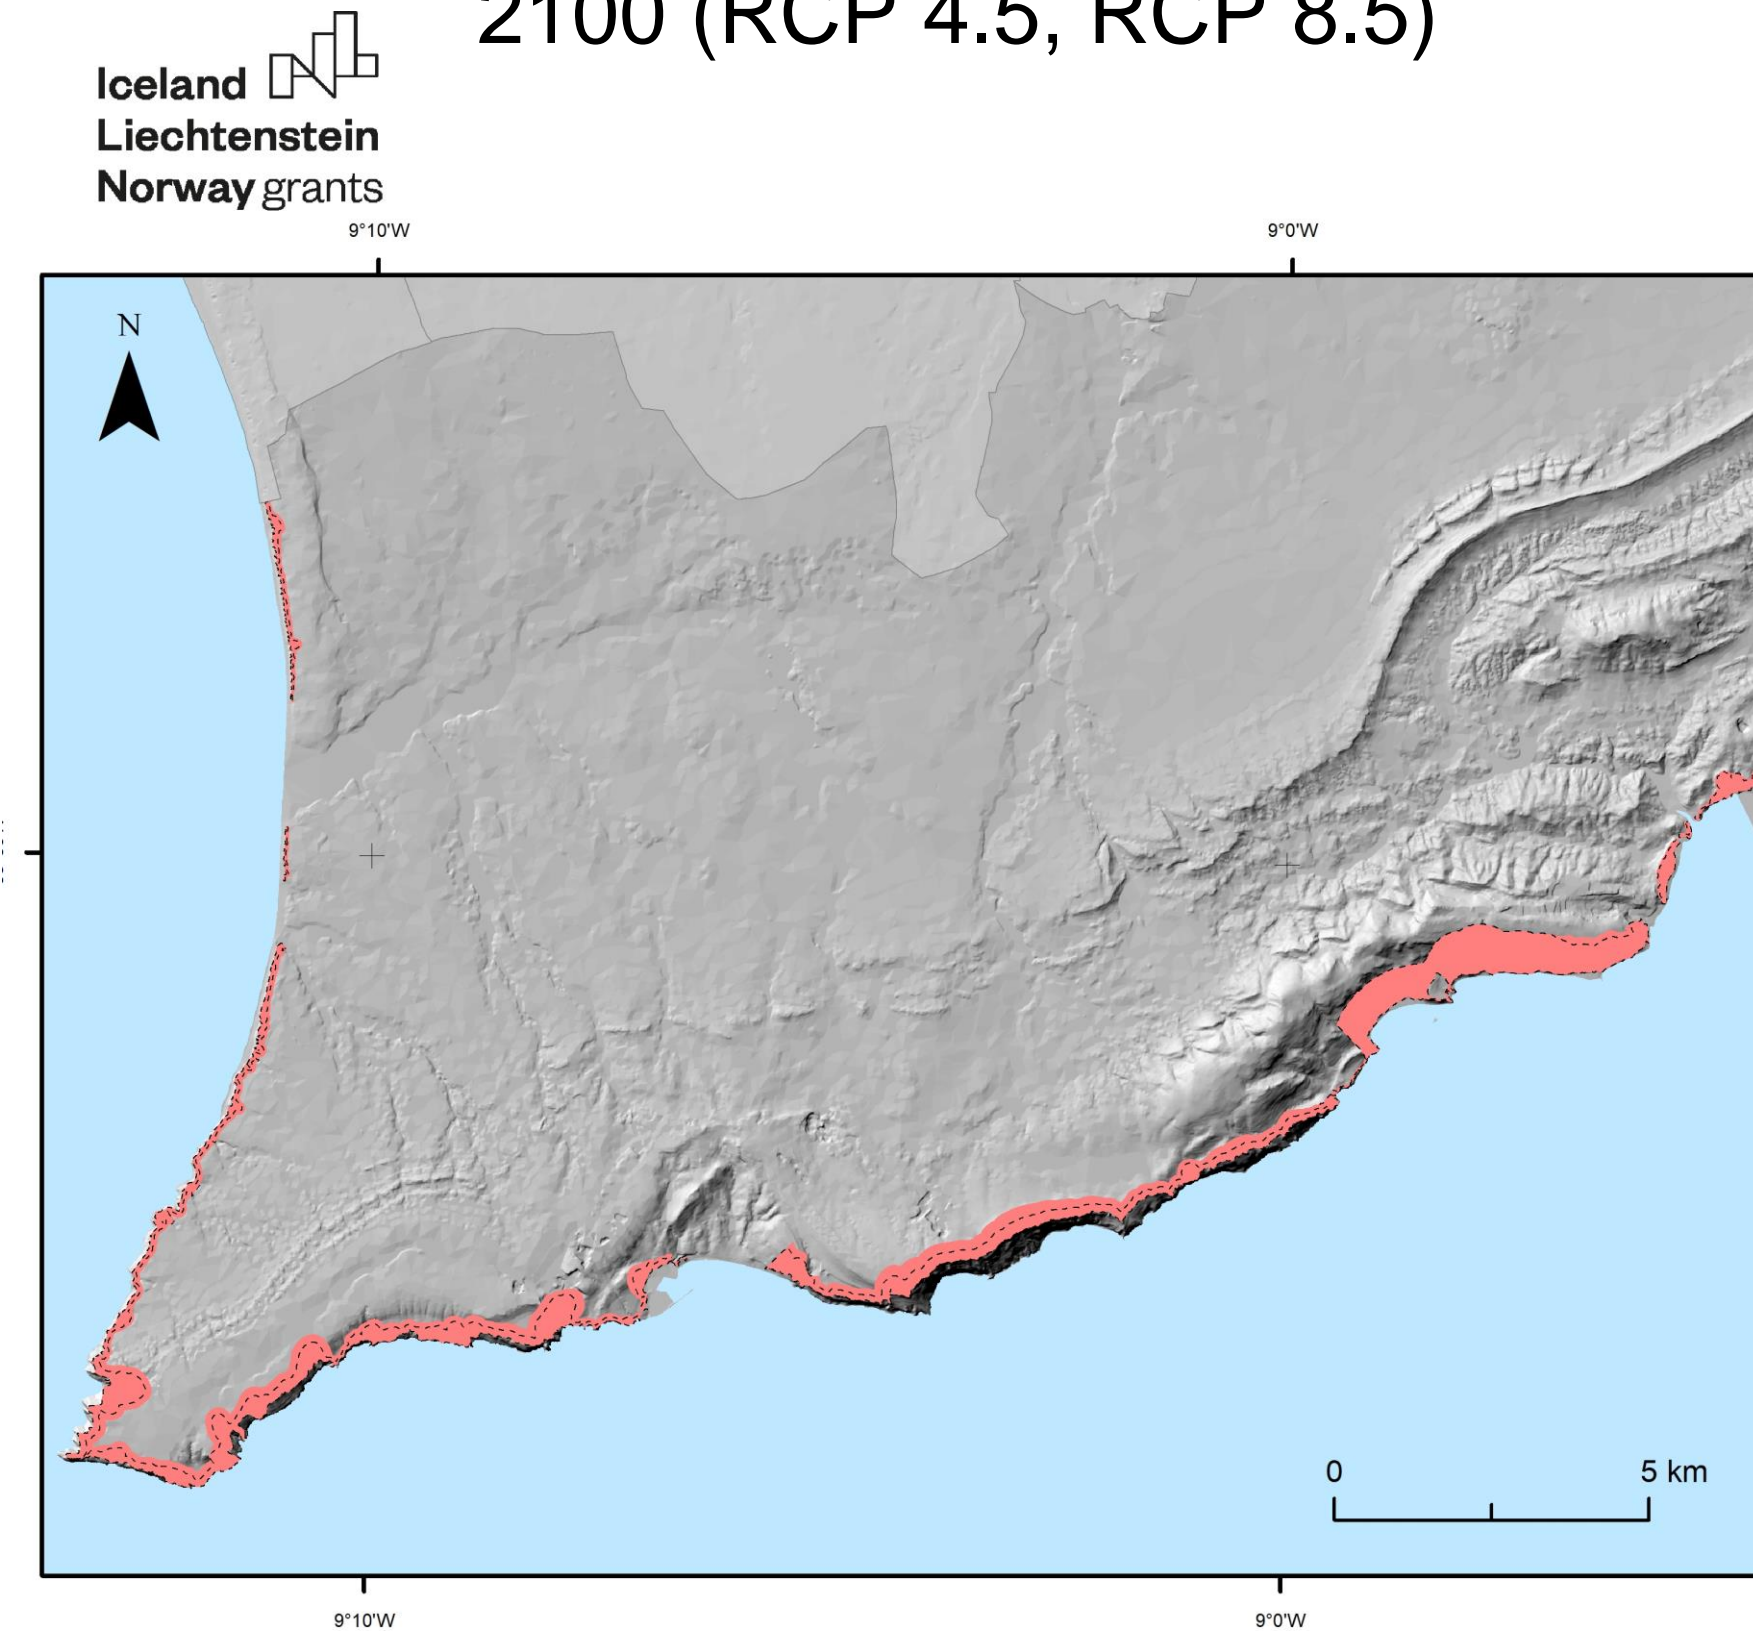 2100 (RCP 4.5, RCP 8.5)
Iceland
Liechtenstein
Norway grants
9°10'W
9°0'W
N
0
5 km
9°10'W
9°0'W